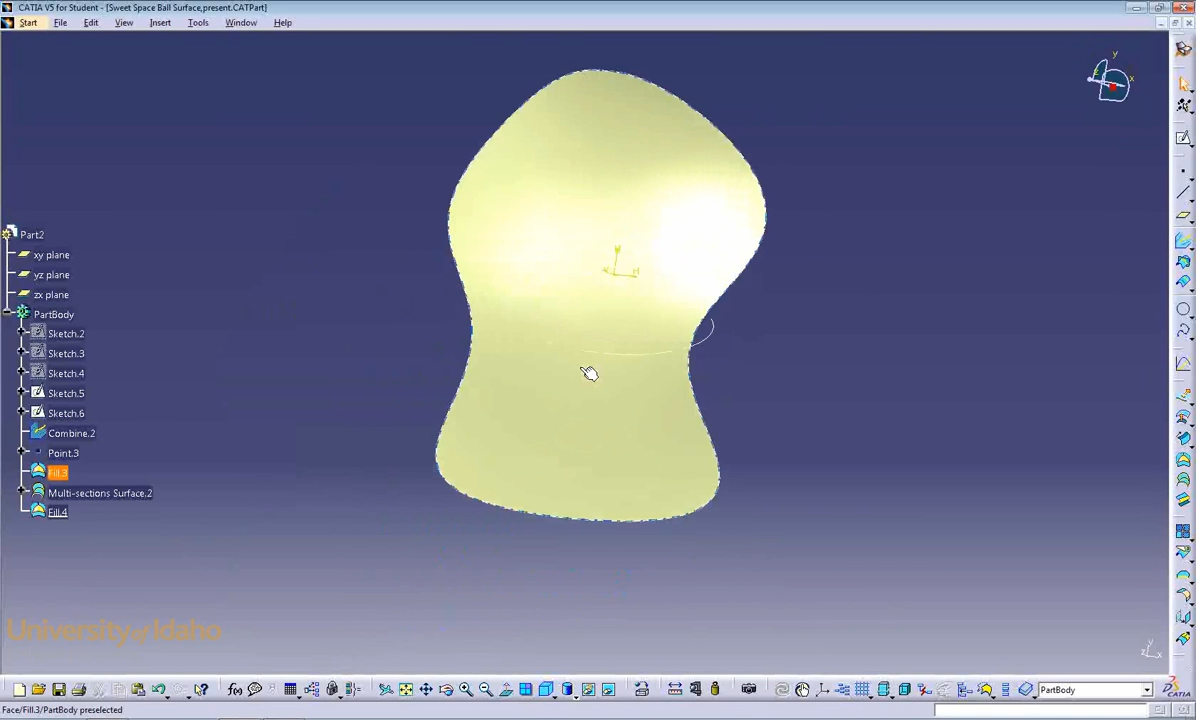 CATIA V5 for Student - [Sweet Space Ball Surface,present.CATPart]
Start File Edit View Insert Tools Window Help
y
x
z
Part2
xy plane
yz plane
zx plane
PartBody
Sketch.2
Sketch.3
Sketch.4
Sketch.5
Sketch.6
Combine.2
Point.3
Fill.3
Multi-sections Surface.2
Fill.4
University of Idaho
y
z x
f(x) PartBody
CATIA
Face/Fill.3/PartBody preselected